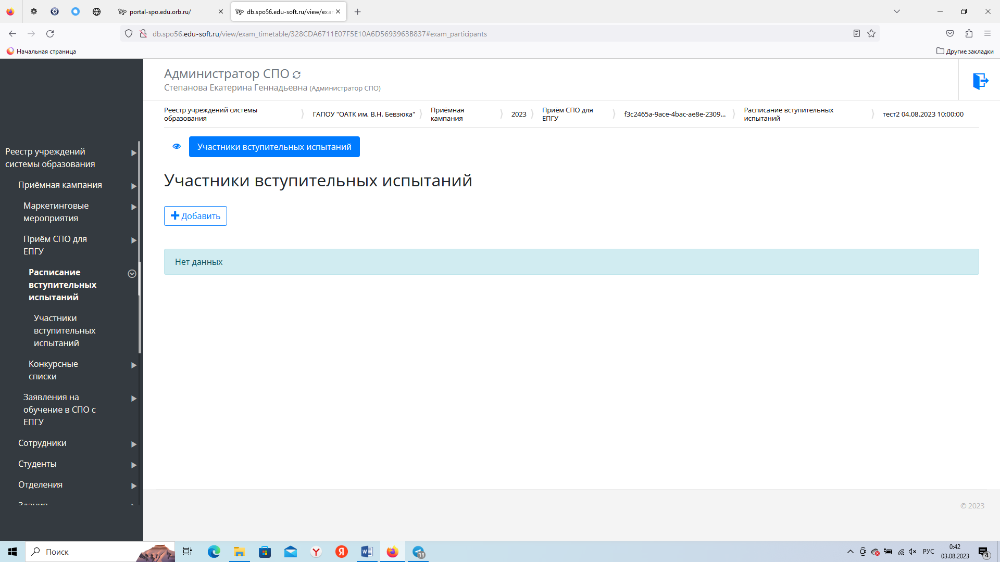 portal-spo.edu.orb.ru/
db.spo56.edu-soft.ru/view/exa
db.spo56.edu-soft.ru/view/exam_timetable/328CDA6711E07F5E10A6D5693963B837#exam_participants
Начальная страница
Другие закладки
Администратор СПО
Степанова Екатерина Геннадьевна (Администратор СПО)
Реестр учреждений системы
образования
ГАПОУ "ОАТК им. В.Н. Бевзюка"
Приёмная
кампания
2023
Приём СПО для
ЕПГУ
f3c2465a-9ace-4bac-ae8e-2309...
Расписание вступительных
испытаний
тест2 04.08.2023 10:00:00
Участники вступительных испытаний
Участники вступительных испытаний
Добавить
Нет данных
Реестр учреждений
системы образования
Приёмная кампания
Маркетинговые
мероприятия
Приём СПО для
ЕПГУ
Расписание
вступительных
испытаний
Участники
вступительных
испытаний
Конкурсные
списки
Заявления на
обучение в СПО с
ЕПГУ
Сотрудники
Студенты
Отделения
Здания
© 2023
Поиск
38
РУС
0:42
03.08.2023
4